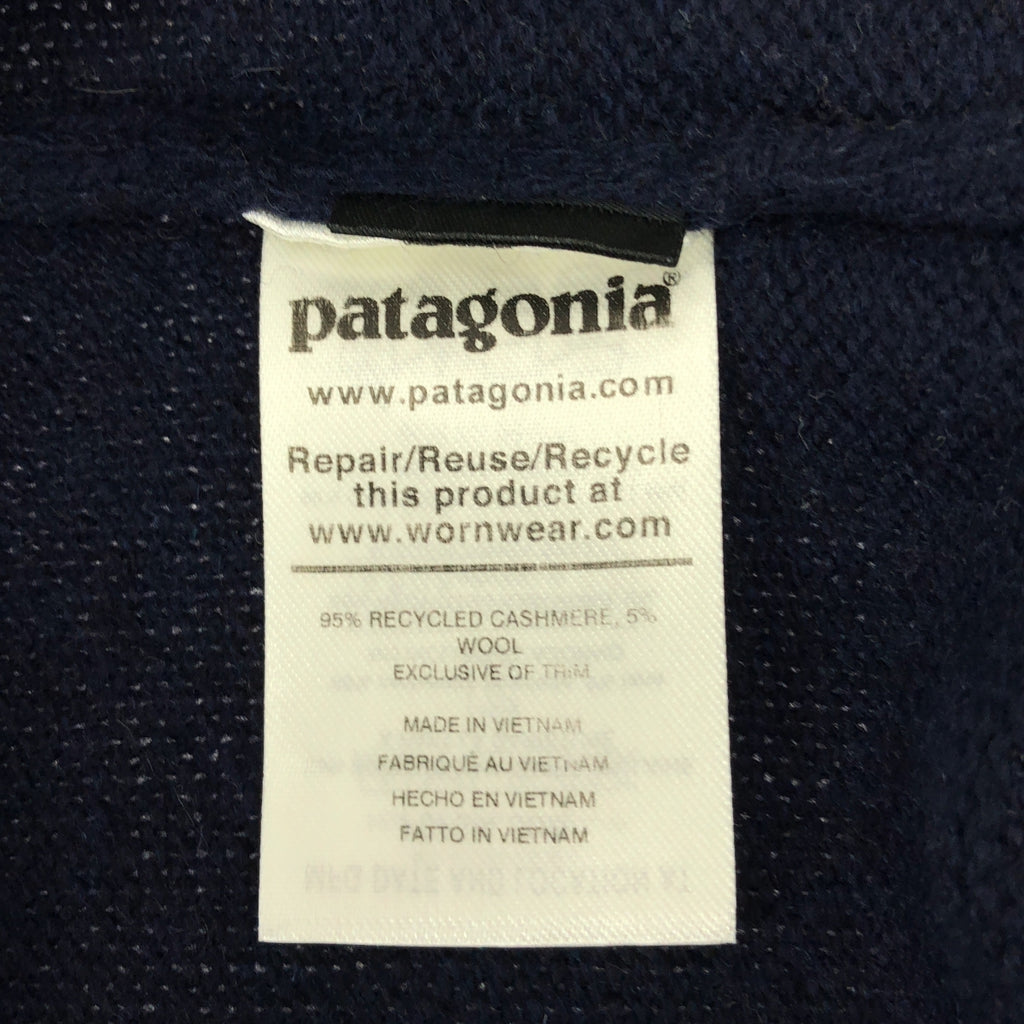 patagonia®
www.patagonia.com
Repair/Reuse/Recycle
this product at
www.wornwear.com
95% RECYCLED CASHMERE, 5%
WOOL
EXCLUSIVE OF TRIM
MADE IN VIETNAM
FABRIQUÉ AU VIETNAM
HECHO EN VIETNAM
FATTO IN VIETNAM